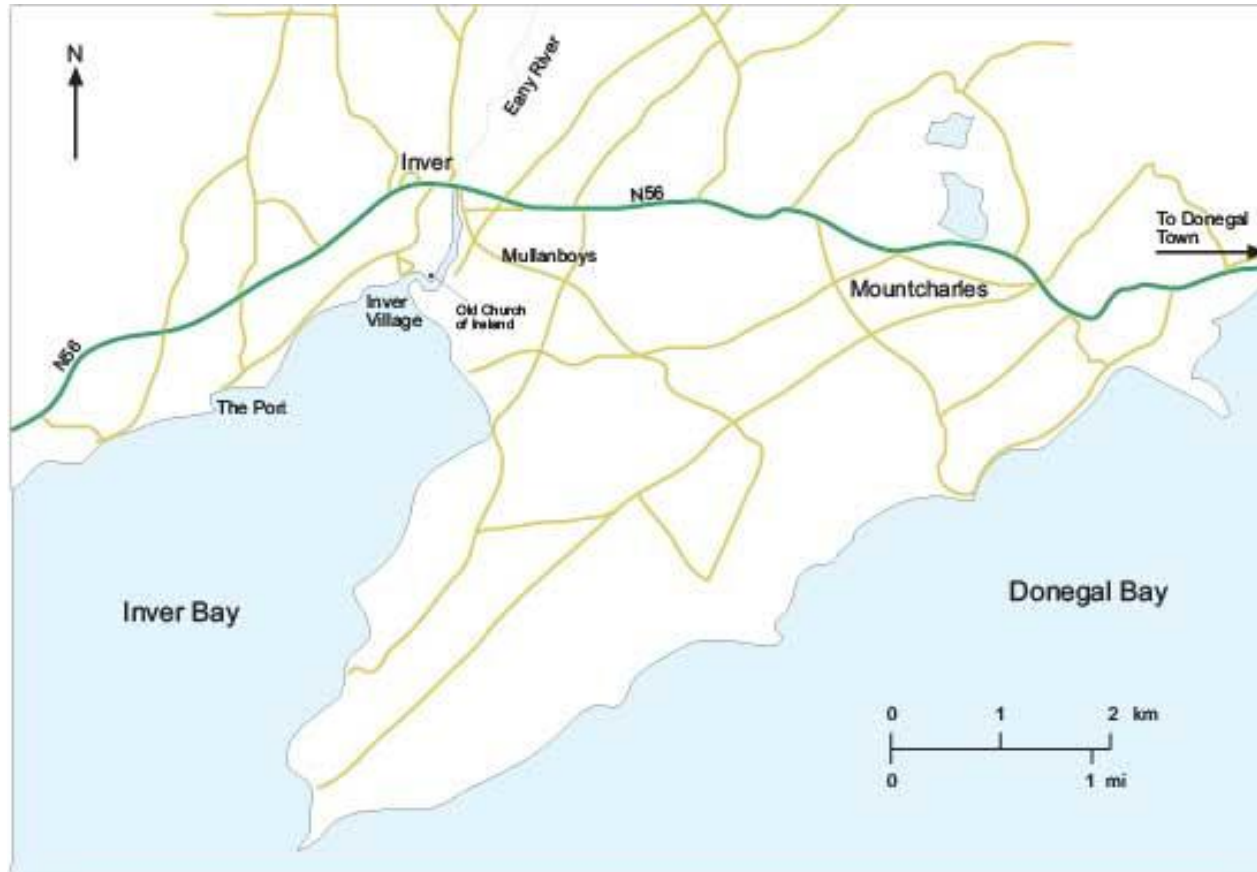 N
Eany River
Inver
N56
To Donegal
Town
Mullanboys
Mountcharles
Inver
Village
Old Church
of Ireland
N56
The Port
Inver Bay
Donegal Bay
0 1 2 km
0 1 mi